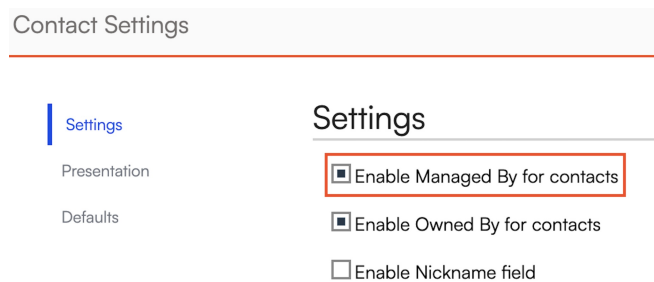 Contact Settings
Settings
Presentation
Defaults
Settings
Enable Managed By for contacts
Enable Owned By for contacts
Enable Nickname field